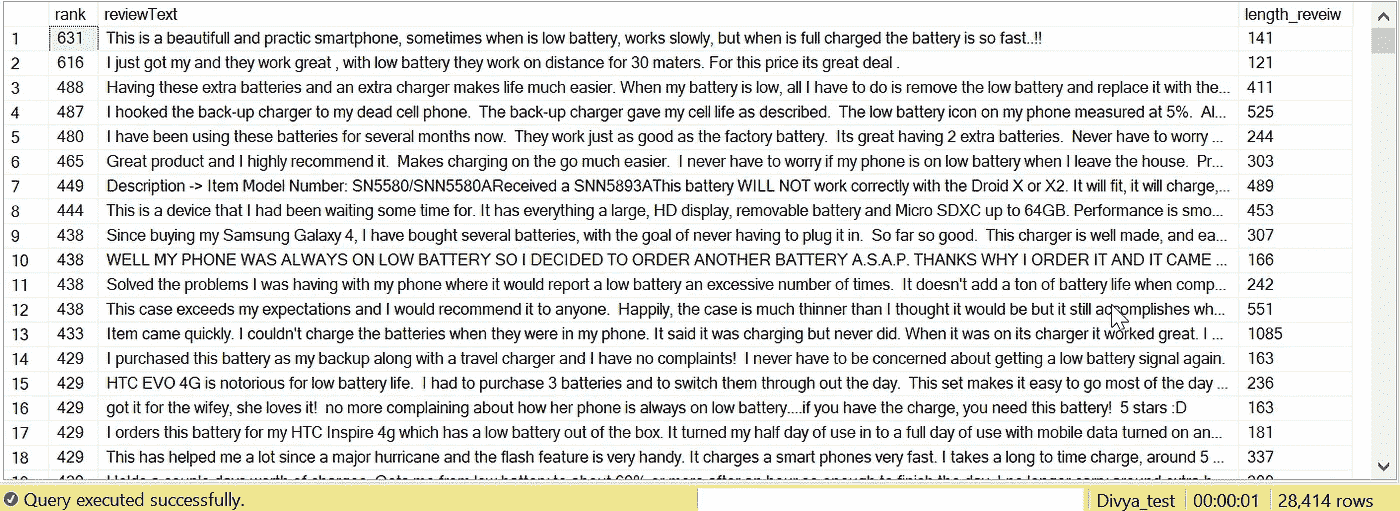 rank reviewText length_reveiw
1 631 This is a beautifull and practic smartphone, sometimes when is low battery, works slowly, but when is full charged the battery is so fast..!! 141
2 616 I just got my and they work great , with low battery they work on distance for 30 maters. For this price its great deal . 121
3 488 Having these extra batteries and an extra charger makes life much easier. When my battery is low, all I have to do is remove the low battery and replace it with the... 411
4 487 I hooked the back-up charger to my dead cell phone. The back-up charger gave my cell life as described. The low battery icon on my phone measured at 5%. Al... 525
5 480 I have been using these batteries for several months now. They work just as good as the factory battery. Its great having 2 extra batteries. Never have to worry ... 244
6 465 Great product and I highly recommend it. Makes charging on the go much easier. I never have to worry if my phone is on low battery when I leave the house. Pr... 303
7 449 Description -> Item Model Number: SN5580/SNN5580AReceived a SNN5893AThis battery WILL NOT work correctly with the Droid X or X2. It will fit, it will charge,... 489
8 444 This is a device that I had been waiting some time for. It has everything a large, HD display, removable battery and Micro SDXC up to 64GB. Performance is smo... 453
9 438 Since buying my Samsung Galaxy 4, I have bought several batteries, with the goal of never having to plug it in. So far so good. This charger is well made, and ea... 307
10 438 WELL MY PHONE WAS ALWAYS ON LOW BATTERY SO I DECIDED TO ORDER ANOTHER BATTERY A.S.A.P. THANKS WHY I ORDER IT AND IT CAME ... 166
11 438 Solved the problems I was having with my phone where it would report a low battery an excessive number of times. It doesn't add a ton of battery life when comp... 242
12 438 This case exceeds my expectations and I would recommend it to anyone. Happily, the case is much thinner than I thought it would be but it still accomplishes wh... 551
13 433 Item came quickly. I couldn't charge the batteries when they were in my phone. It said it was charging but never did. When it was on its charger it worked great. I ... 1085
14 429 I purchased this battery as my backup along with a travel charger and I have no complaints! I never have to be concerned about getting a low battery signal again. 163
15 429 HTC EVO 4G is notorious for low battery life. I had to purchase 3 batteries and to switch them through out the day. This set makes it easy to go most of the day ... 236
16 429 got it for the wifey, she loves it! no more complaining about how her phone is always on low battery....if you have the charge, you need this battery! 5 stars :D 163
17 429 I orders this battery for my HTC Inspire 4g which has a low battery out of the box. It turned my half day of use in to a full day of use with mobile data turned on an... 181
18 429 This has helped me a lot since a major hurricane and the flash feature is very handy. It charges a smart phones very fast. I takes a long to time charge, around 5 ... 337
Query executed successfully. Divya_test 00:00:01 28,414 rows